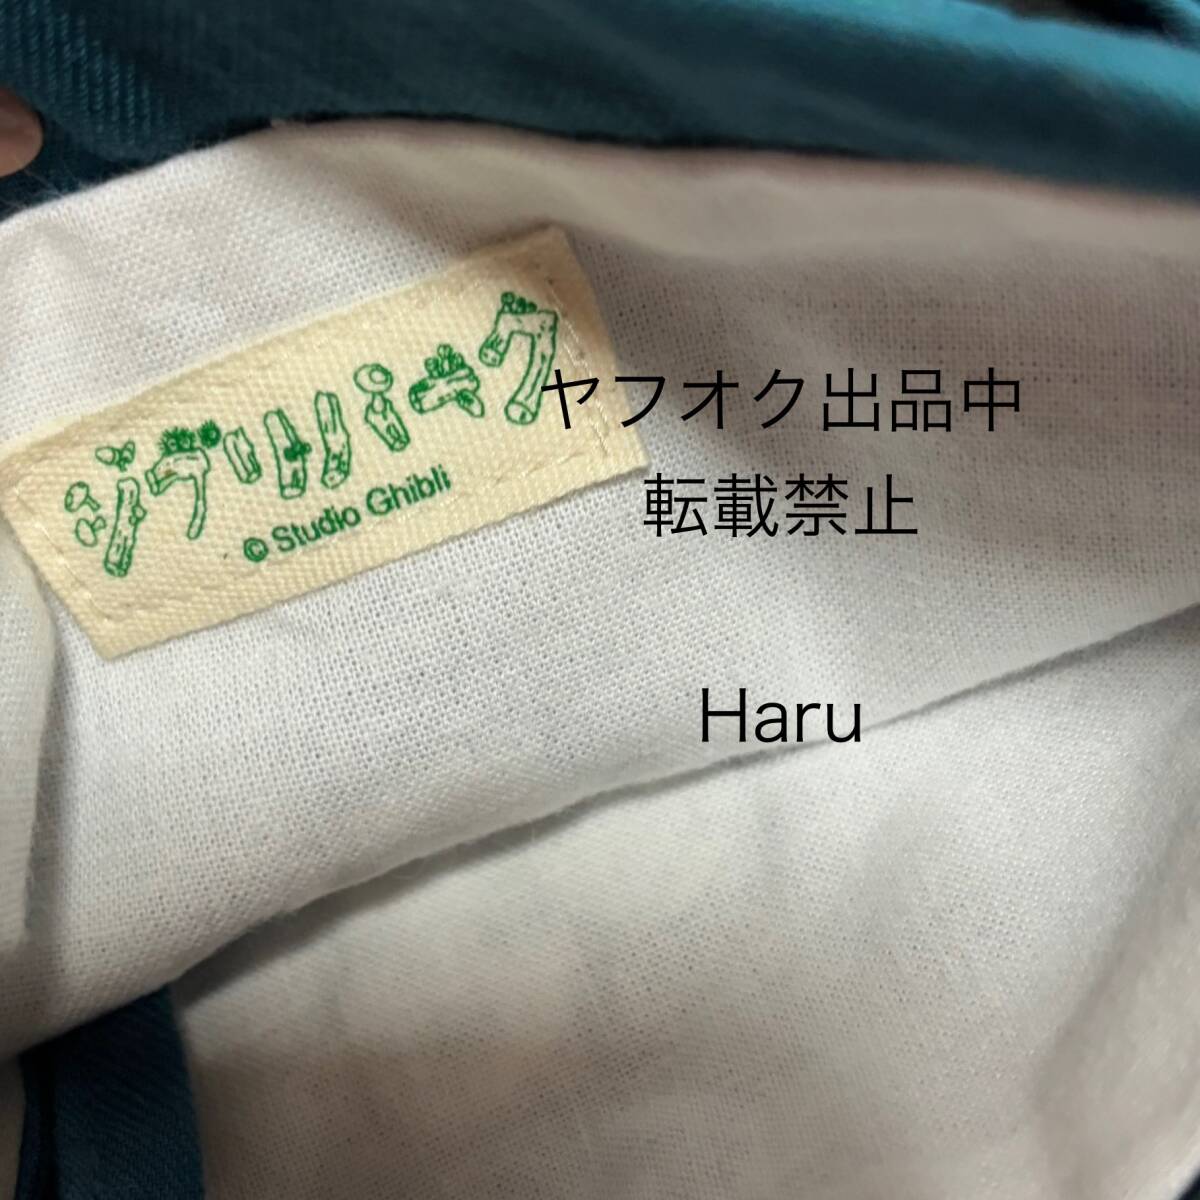 ジブリパーク
© Studio Ghibli
ヤフオク出品中
転載禁止
Haru